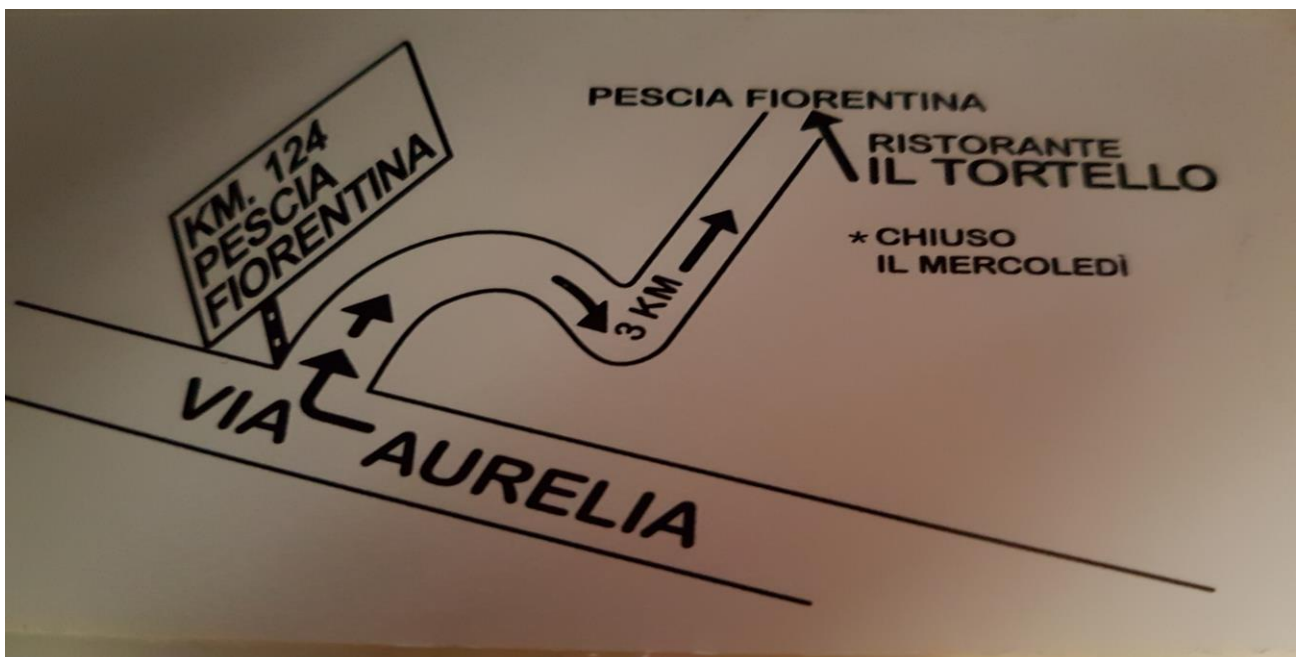 PESCIA FIORENTINA
RISTORANTE
IL TORTELLO
* CHIUSO
IL MERCOLEDÌ
KM. 124
PESCIA
FIORENTINA
3 KM
VIA AURELIA